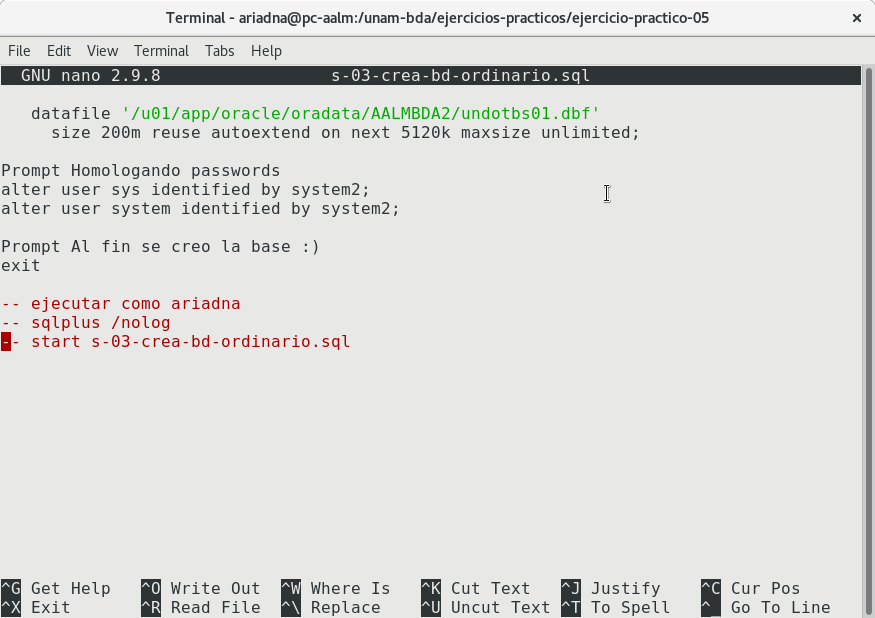 Terminal - ariadna@pc-aalm:/unam-bda/ejercicios-practicos/ejercicio-practico-05
File Edit View Terminal Tabs Help
GNU nano 2.9.8 s-03-crea-bd-ordinario.sql
datafile '/u01/app/oracle/oradata/AALMBDA2/undotbs01.dbf'
size 200m reuse autoextend on next 5120k maxsize unlimited;
Prompt Homologando passwords
alter user sys identified by system2;
alter user system identified by system2;
Prompt Al fin se creo la base :)
exit
-- ejecutar como ariadna
-- sqlplus /nolog
-- start s-03-crea-bd-ordinario.sql
^G Get Help ^O Write Out ^W Where Is ^K Cut Text ^J Justify ^C Cur Pos
^X Exit ^R Read File ^\ Replace ^U Uncut Text ^T To Spell ^_ Go To Line